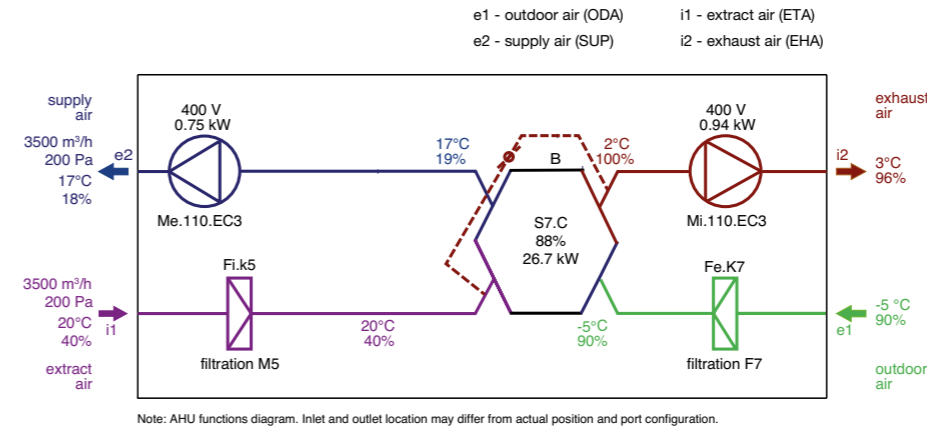 e1 - outdoor air (ODA)
i1 - extract air (ETA)
e2 - supply air (SUP)
i2 - exhaust air (EHA)
supply
air
3500 m³/h
200 Pa
17°C
18%
e2
400 V
0.75 kW
Me.110.EC3
17°C
19%
B
2°C
100%
400 V
0.94 kW
Mi.110.EC3
i2
exhaust
air
3°C
96%
S7.C
88%
26.7 kW
3500 m³/h
200 Pa
20°C
40%
i1
extract
air
Fi.k5
filtration M5
20°C
40%
-5°C
90%
Fe.K7
filtration F7
e1
-5 °C
90%
outdoor
air
Note: AHU functions diagram. Inlet and outlet location may differ from actual position and port configuration.